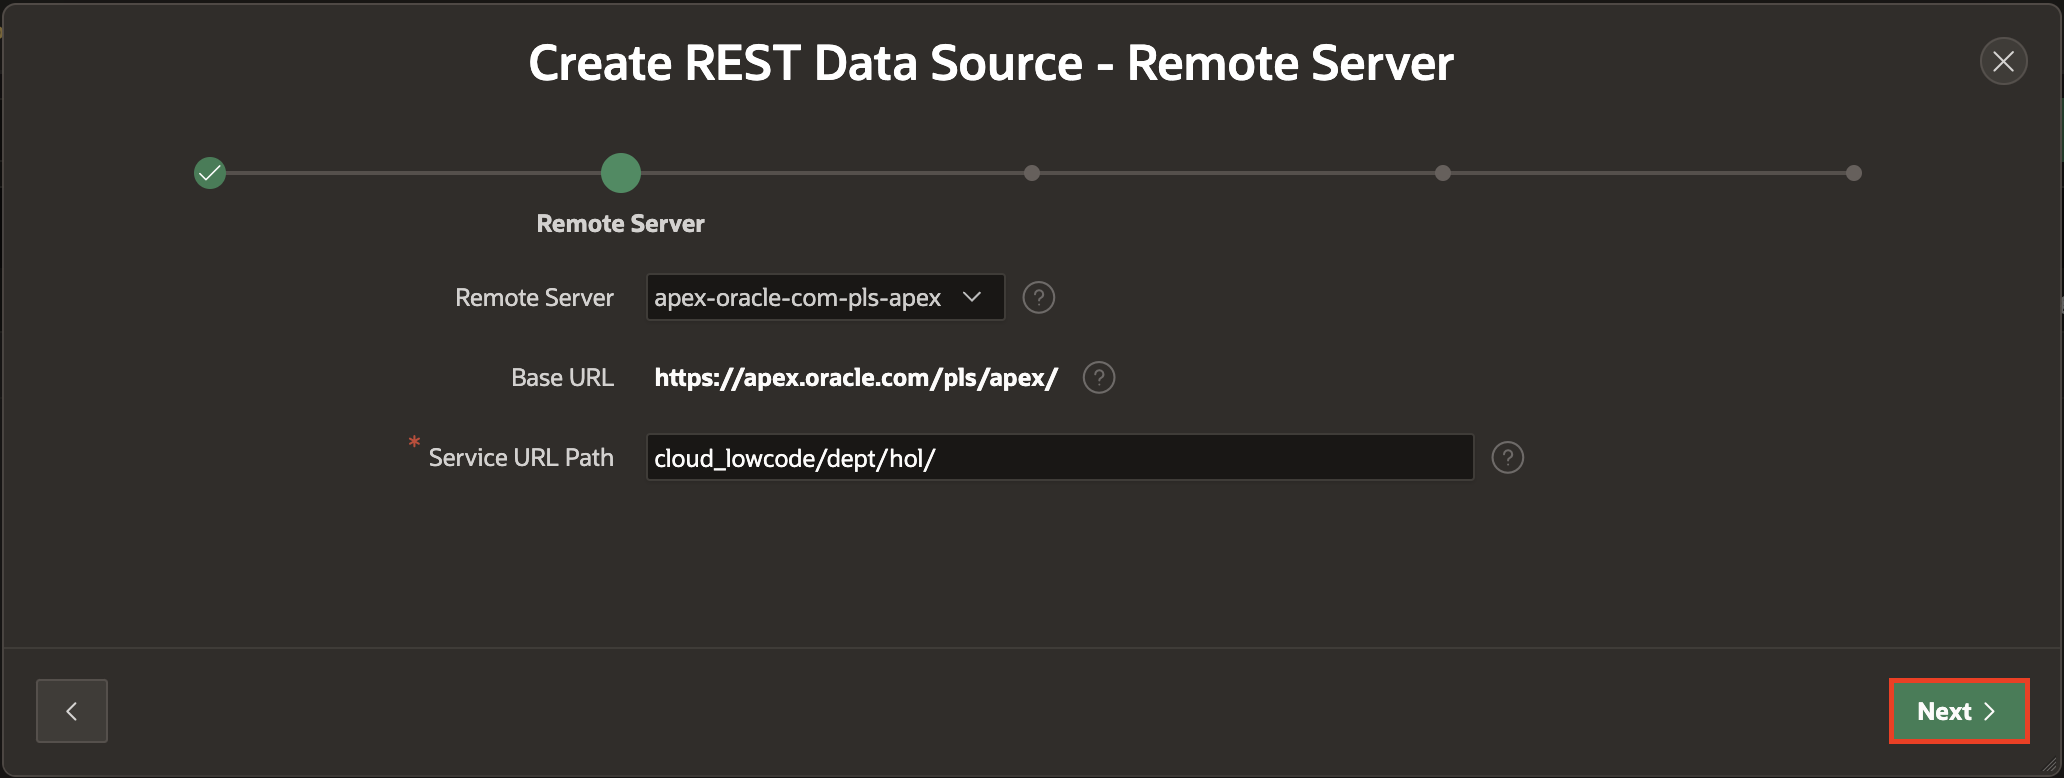 Create REST Data Source - Remote Server
Remote Server
Remote Server apex-oracle-com-pls-apex ?
Base URL https://apex.oracle.com/pls/apex/ ?
* Service URL Path cloud_lowcode/dept/hol/ ?
Next